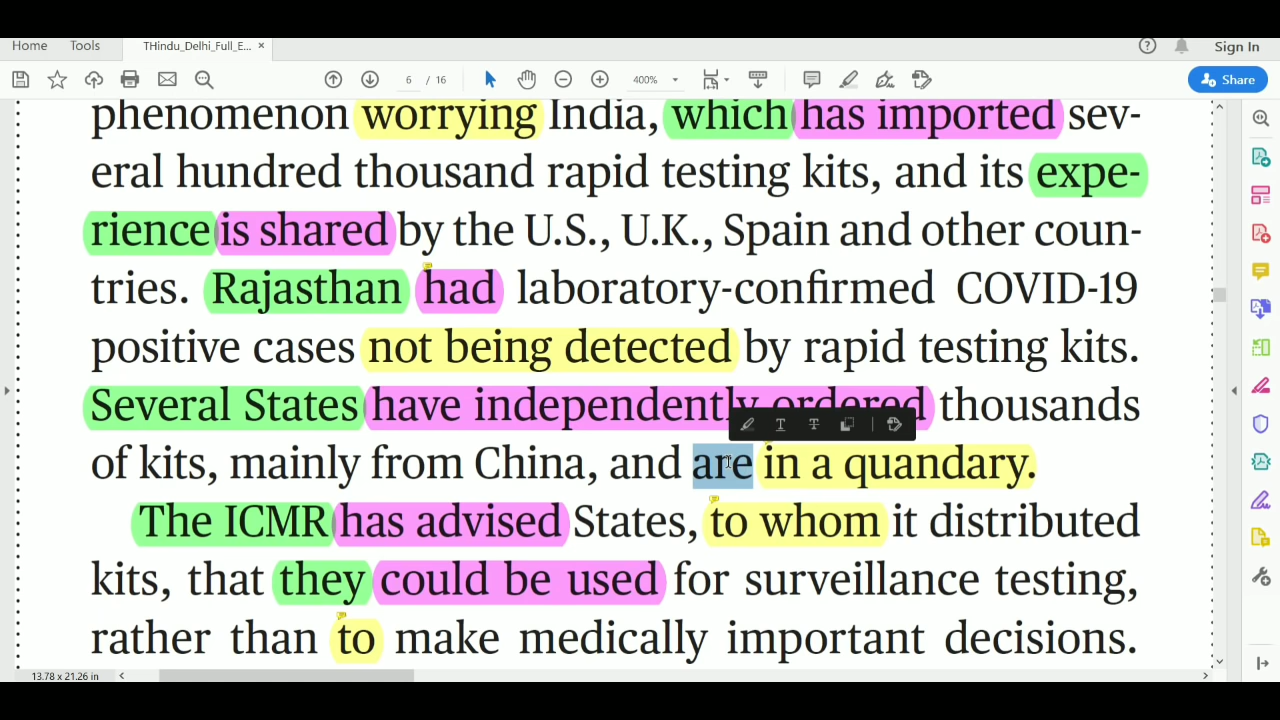 Home Tools THindu_Delhi_Full_E... × Sign In
6 / 16 400% Share
phenomenon worrying India, which has imported sev-
eral hundred thousand rapid testing kits, and its expe-
rience is shared by the U.S., U.K., Spain and other coun-
tries. Rajasthan had laboratory-confirmed COVID-19
positive cases not being detected by rapid testing kits.
Several States have independently ordered thousands
of kits, mainly from China, and are in a quandary.
The ICMR has advised States, to whom it distributed
kits, that they could be used for surveillance testing,
rather than to make medically important decisions.
13.78 x 21.26 in